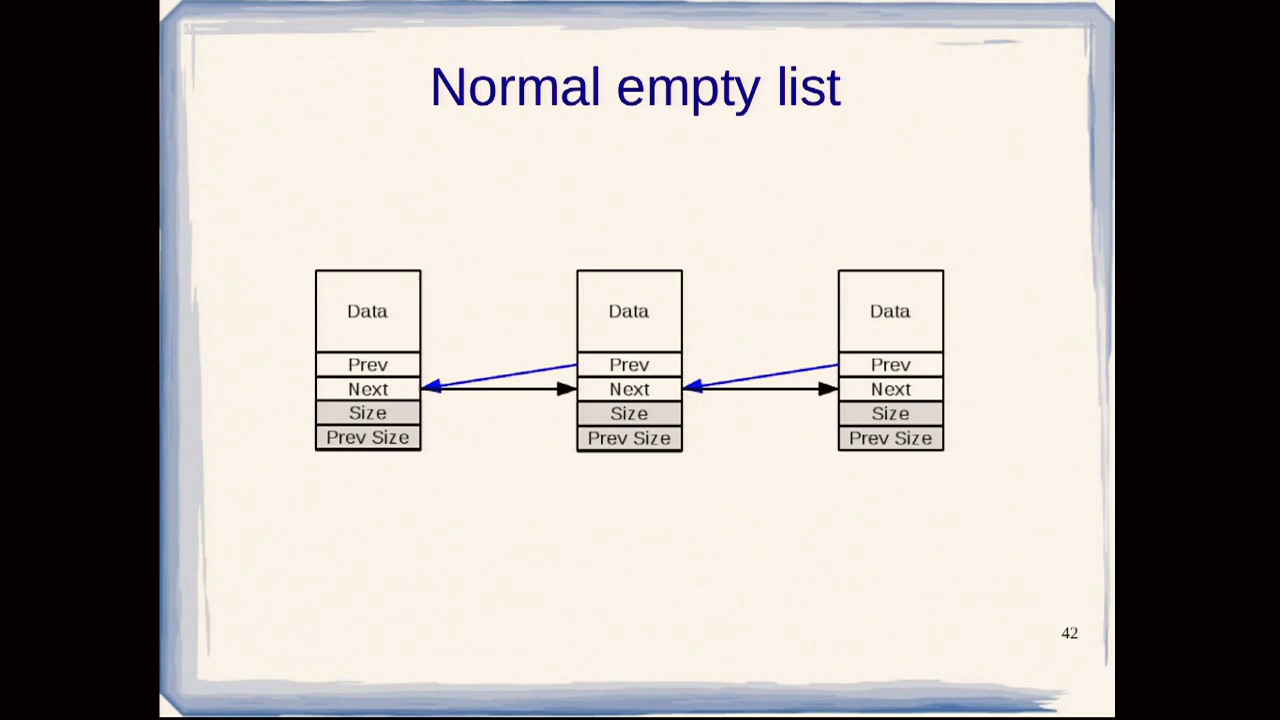 Normal empty list
Data
Prev
Next
Size
Prev Size
Data
Prev
Next
Size
Prev Size
Data
Prev
Next
Size
Prev Size
42